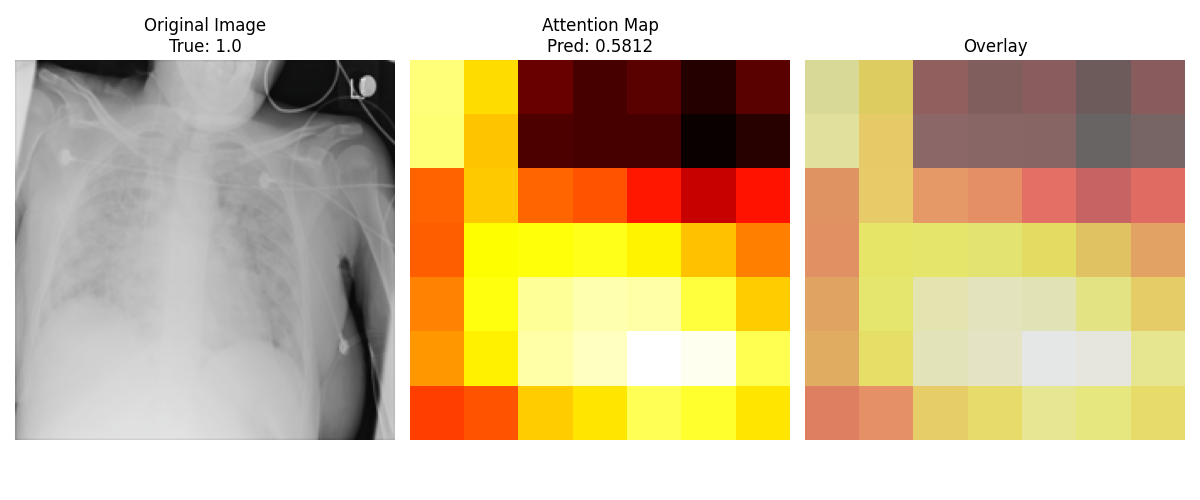 Original Image
True: 1.0
Attention Map
Pred: 0.5812
Overlay
L